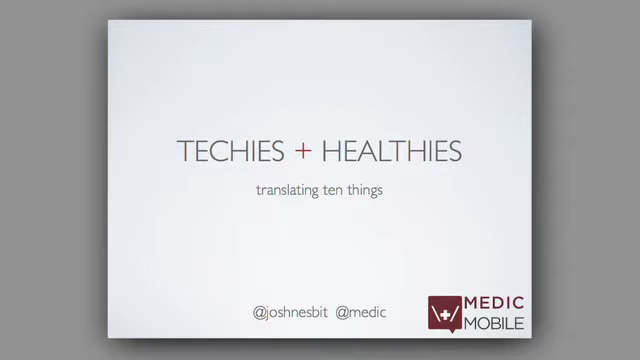 TECHIES + HEALTHIES
translating ten things
@joshnesbit @medic
MEDIC
MOBILE